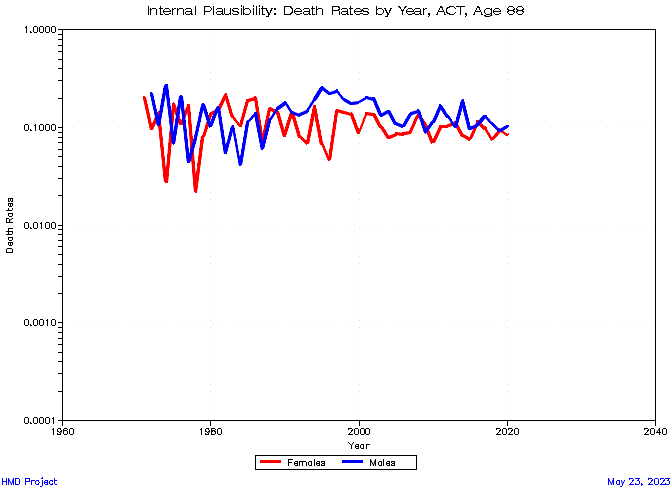 Internal Plausibility: Death Rates by Year, ACT, Age 88
1.0000
0.1000
0.0100
0.0010
0.0001
Death Rates
1960
1980
2000
2020
2040
Year
Females
Males
HMD Project
May 23, 2023